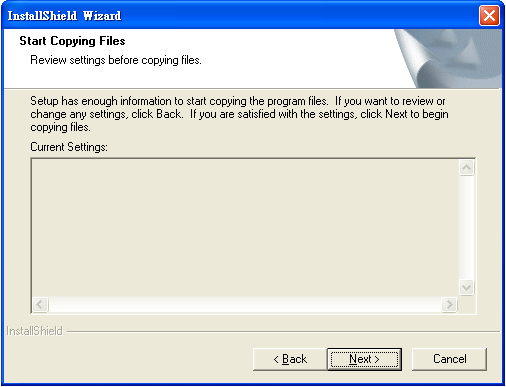 InstallShield Wizard
Start Copying Files
Review settings before copying files.
Setup has enough information to start copying the program files. If you want to review or
change any settings, click Back. If you are satisfied with the settings, click Next to begin
copying files.
Current Settings:
InstallShield
< Back
Next >
Cancel